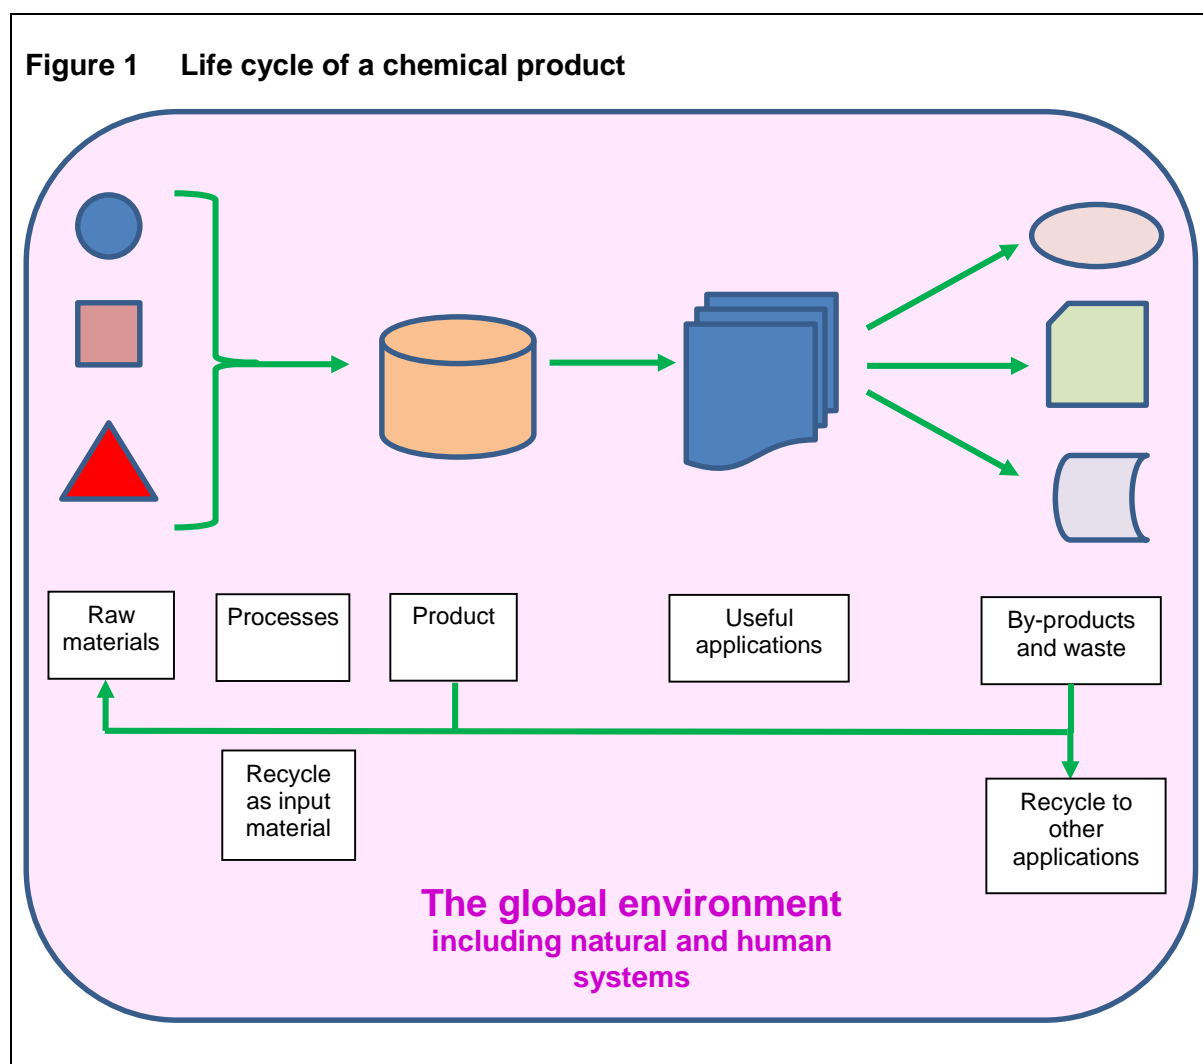 Figure 1 Life cycle of a chemical product
Raw
materials
Processes
Product
Useful
applications
By-products
and waste
Recycle
as input
material
Recycle to
other
applications
The global environment
including natural and human
systems